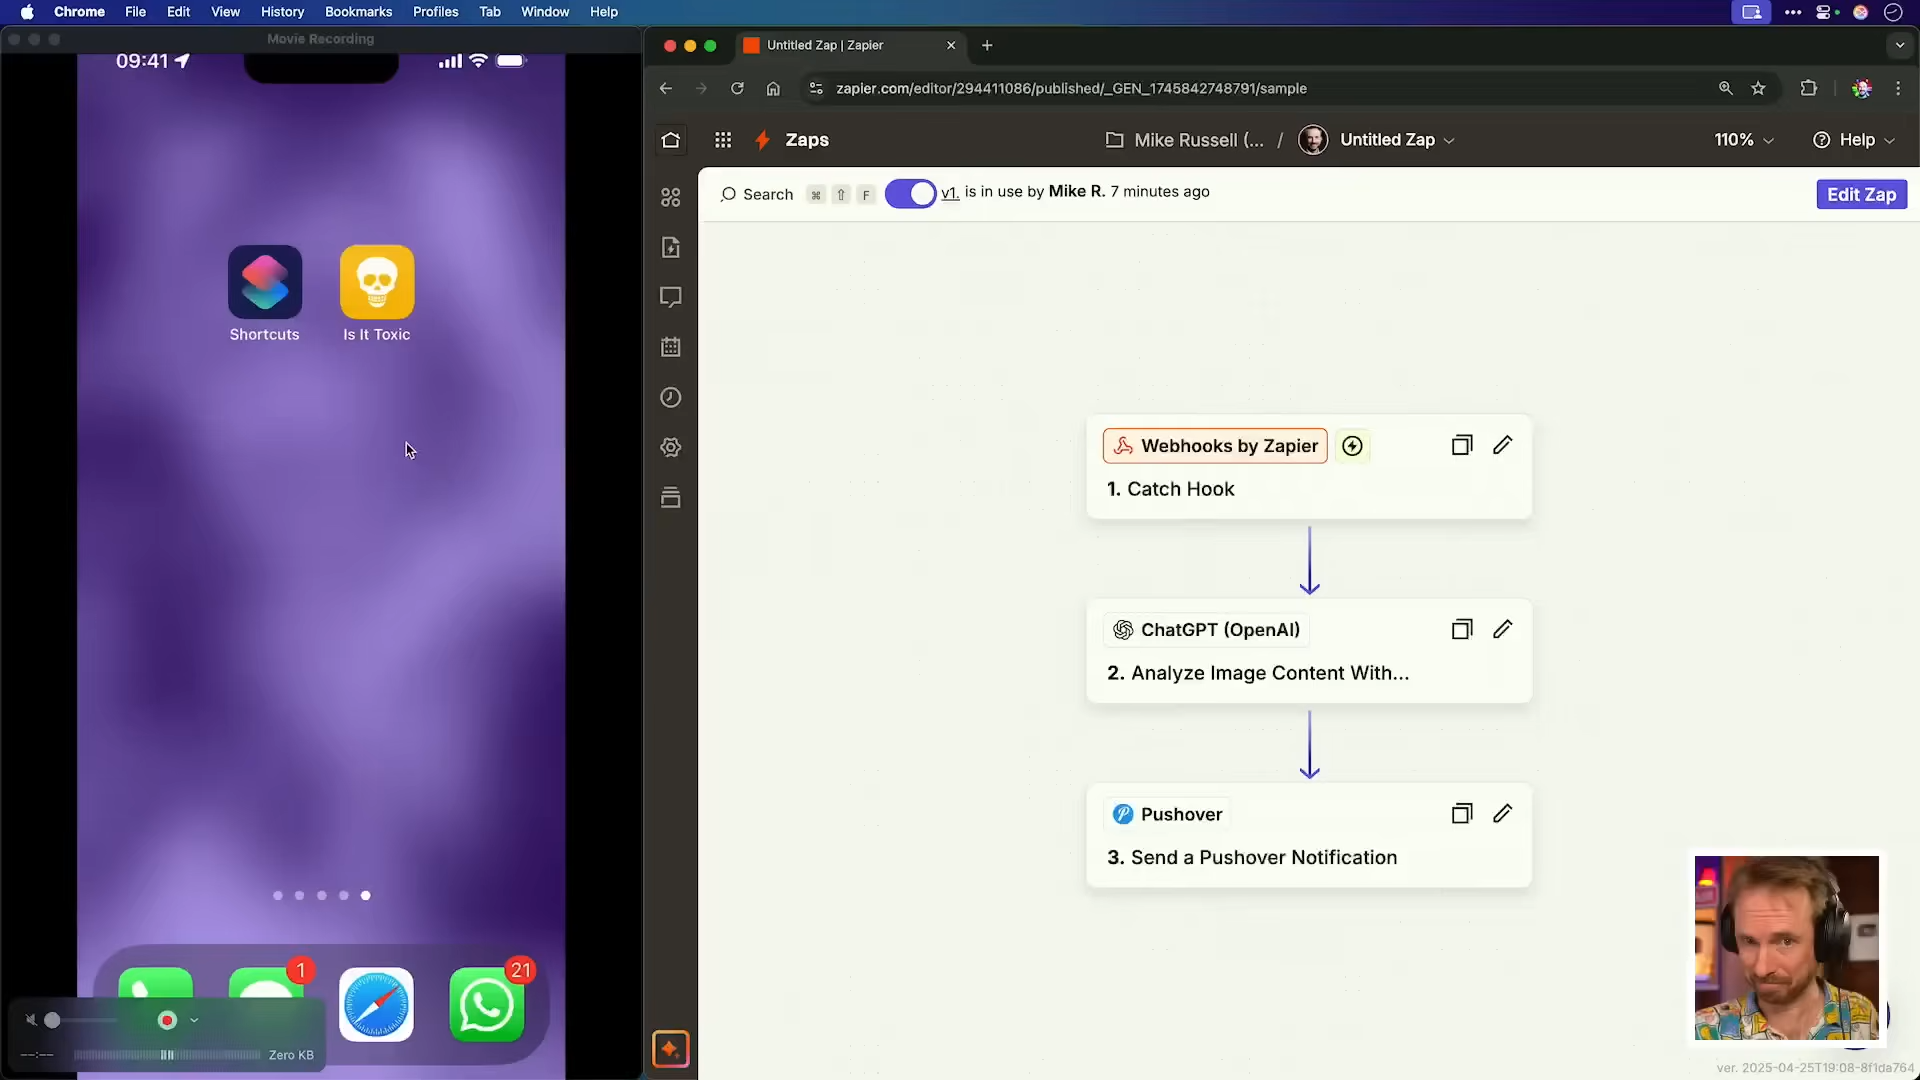 Chrome File Edit View History Bookmarks Profiles Tab Window Help
Movie Recording
09:41
Shortcuts
Is It Toxic
1
21
--:--
Zero KB
Untitled Zap | Zapier
zapier.com/editor/294411086/published/_GEN_1745842748791/sample
Zaps
Mike Russell (... / Untitled Zap
110%
Help
Search ⌘ ⇧ F
v1. is in use by Mike R. 7 minutes ago
Edit Zap
Webhooks by Zapier
1. Catch Hook
ChatGPT (OpenAI)
2. Analyze Image Content With...
Pushover
3. Send a Pushover Notification
ver. 2025-04-25T19:08-8f1da764